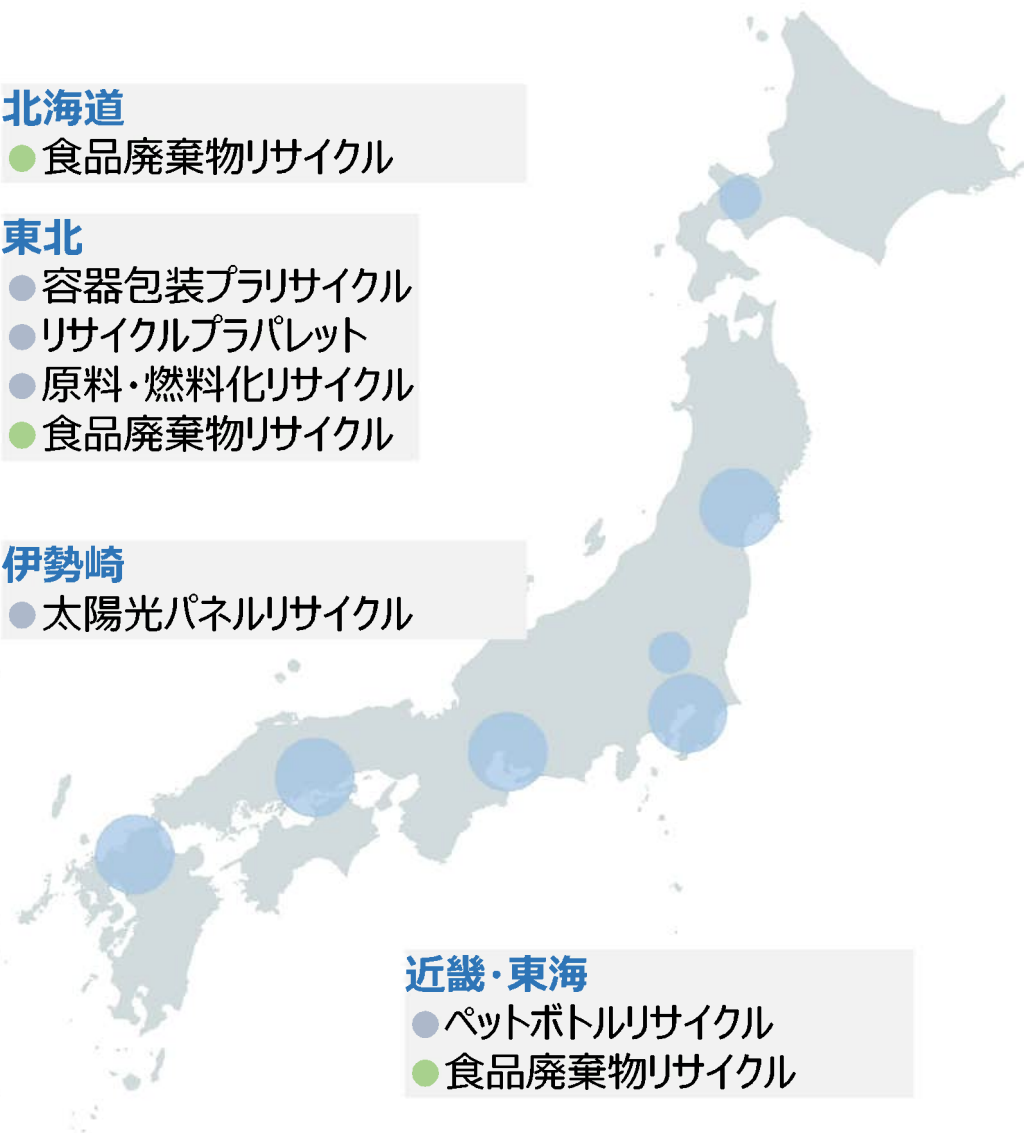 北海道
食品廃棄物リサイクル
東北
容器包装プラリサイクル
リサイクルプラパレット
原料・燃料化リサイクル
食品廃棄物リサイクル
伊勢崎
太陽光パネルリサイクル
近畿・東海
ペットボトルリサイクル
食品廃棄物リサイクル